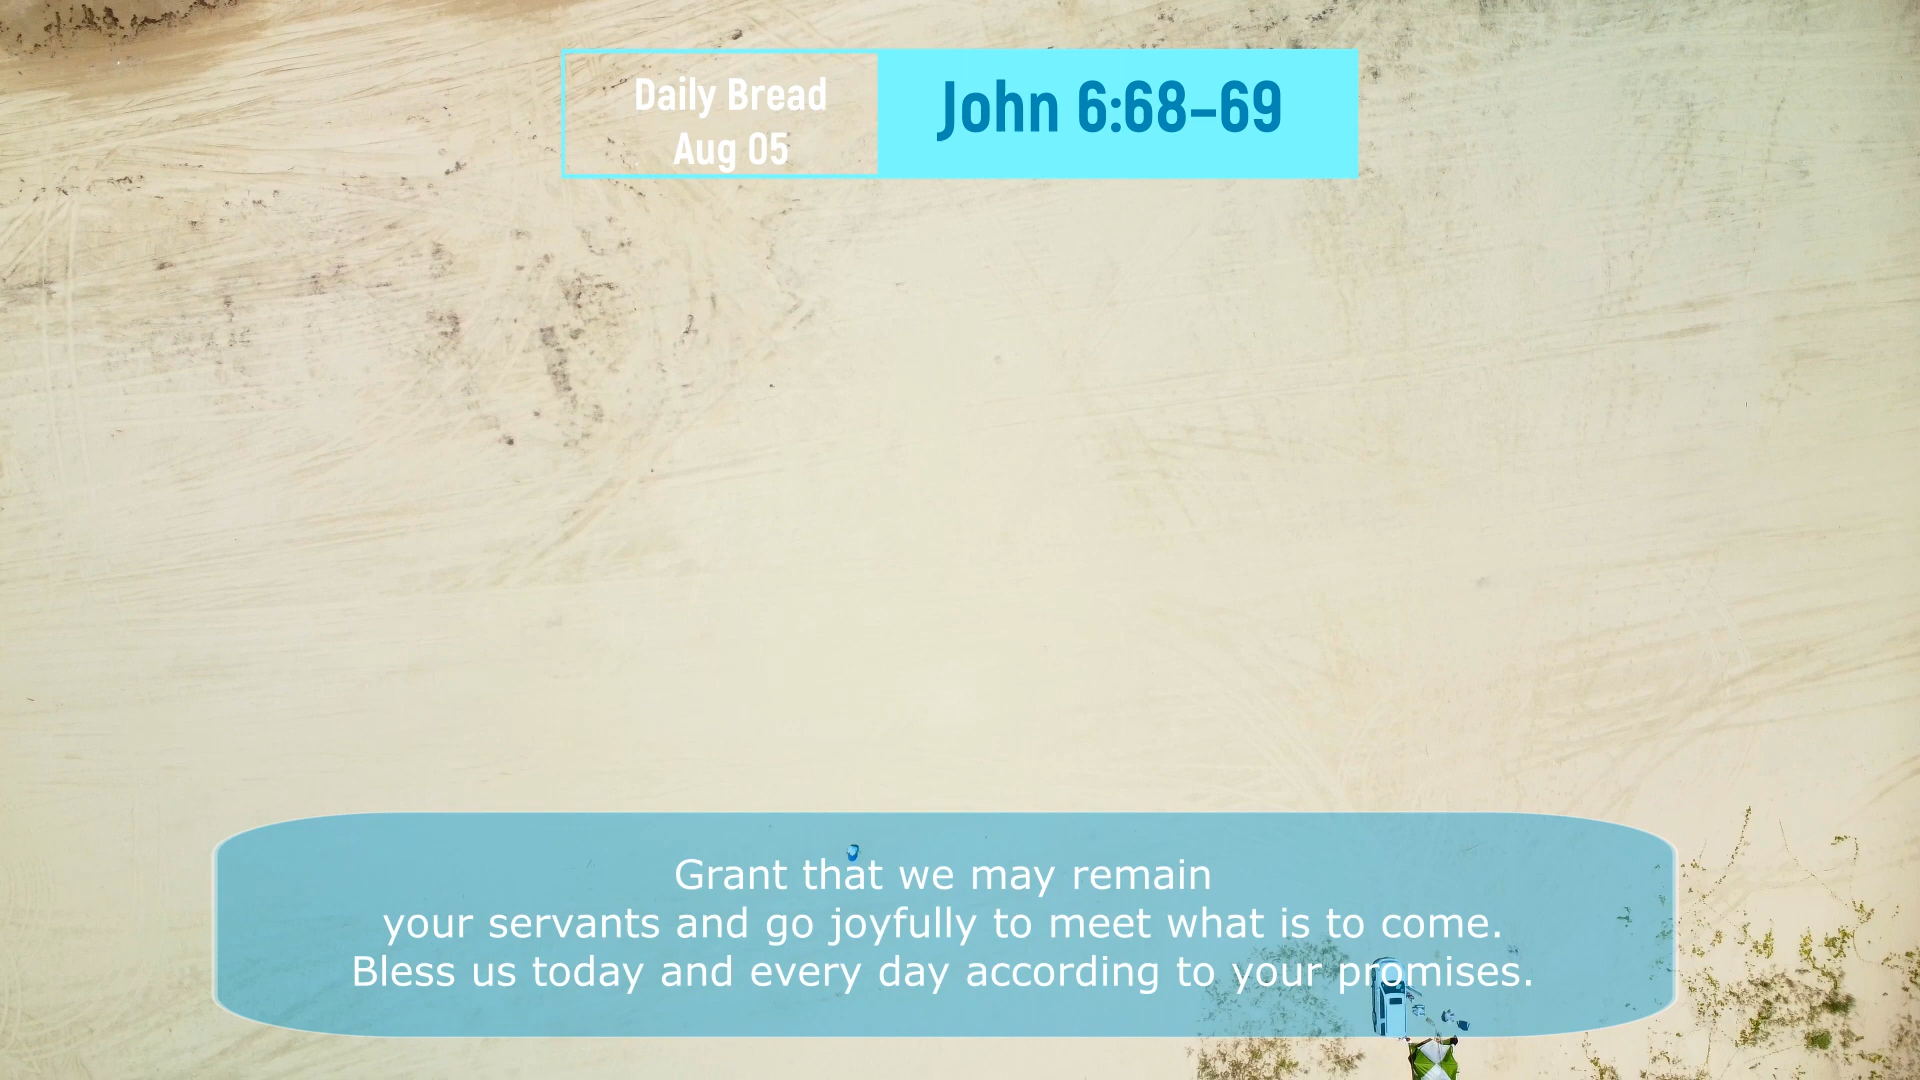 Daily Bread
Aug 05
John 6:68-69
Grant that we may remain
your servants and go joyfully to meet what is to come.
Bless us today and every day according to your promises.